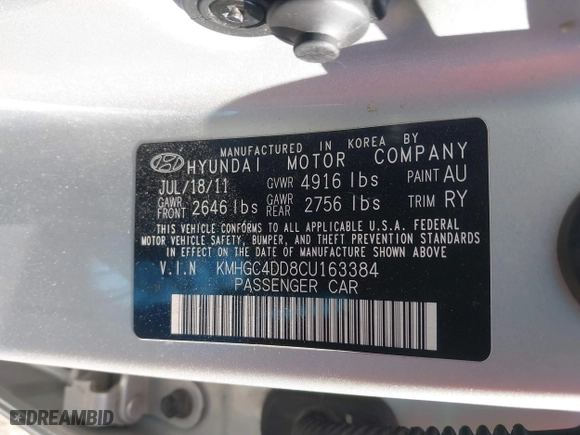 MANUFACTURED IN KOREA BY
HYUNDAI MOTOR COMPANY
JUL/18/11 GVWR 4916 lbs PAINT AU
GAWR FRONT 2646 lbs GAWR REAR 2756 lbs TRIM RY
THIS VEHICLE CONFORMS TO ALL APPLICABLE U.S.A. FEDERAL
MOTOR VEHICLE SAFETY, BUMPER, AND THEFT PREVENTION STANDARDS
IN EFFECT ON THE DATE OF MANUFACTURE SHOWN ABOVE.
V.I.N KMHGC4DD8CU163384
PASSENGER CAR
DREAMBID